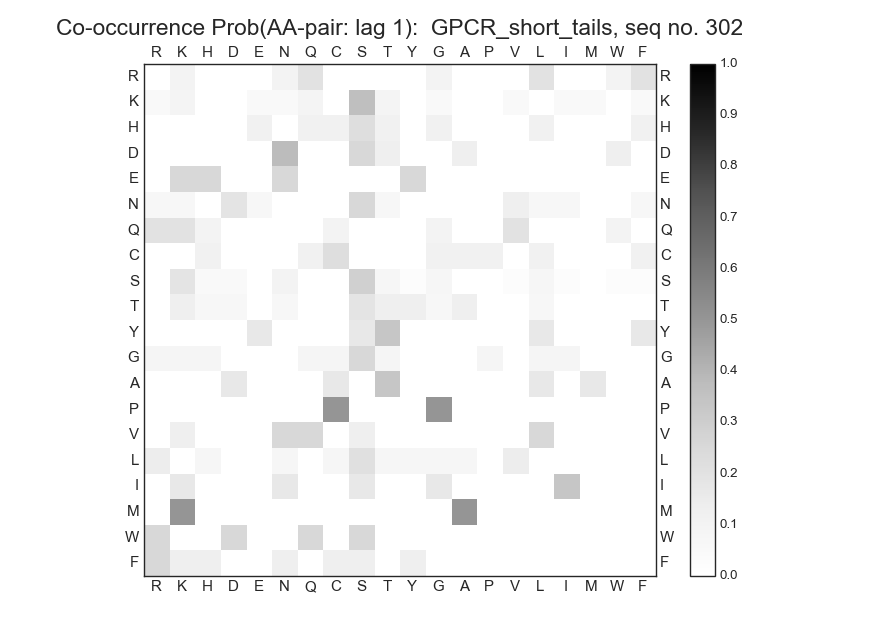 Co-occurrence Prob(AA-pair: lag 1):  GPCR_short_tails, seq no. 302
R K H D E N Q C S T Y G A P V L I M W F
R R 1.0
K K 0.9
H H
D D 0.8
E E
N N 0.7
Q Q
C C 0.6
S S
T T 0.5
Y Y
G G 0.4
A A
P P 0.3
V V
L L 0.2
I I
M M 0.1
W W
F F 0.0
R K H D E N Q C S T Y G A P V L I M W F